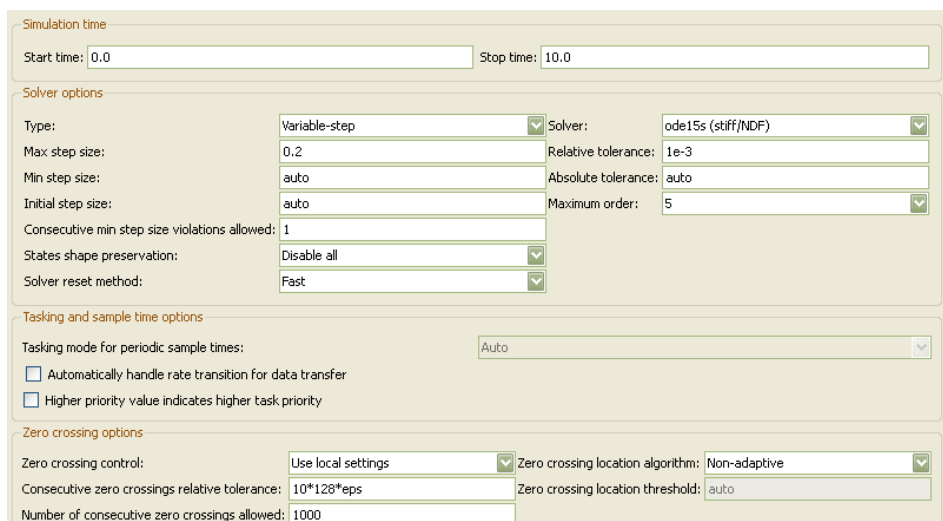 Simulation time
Start time: 0.0 Stop time: 10.0
Solver options
Type: Variable-step Solver: ode15s (stiff/NDF)
Max step size: 0.2 Relative tolerance: 1e-3
Min step size: auto Absolute tolerance: auto
Initial step size: auto Maximum order: 5
Consecutive min step size violations allowed: 1
States shape preservation: Disable all
Solver reset method: Fast
Tasking and sample time options
Tasking mode for periodic sample times: Auto
Automatically handle rate transition for data transfer
Higher priority value indicates higher task priority
Zero crossing options
Zero crossing control: Use local settings Zero crossing location algorithm: Non-adaptive
Consecutive zero crossings relative tolerance: 10*128*eps Zero crossing location threshold: auto
Number of consecutive zero crossings allowed: 1000